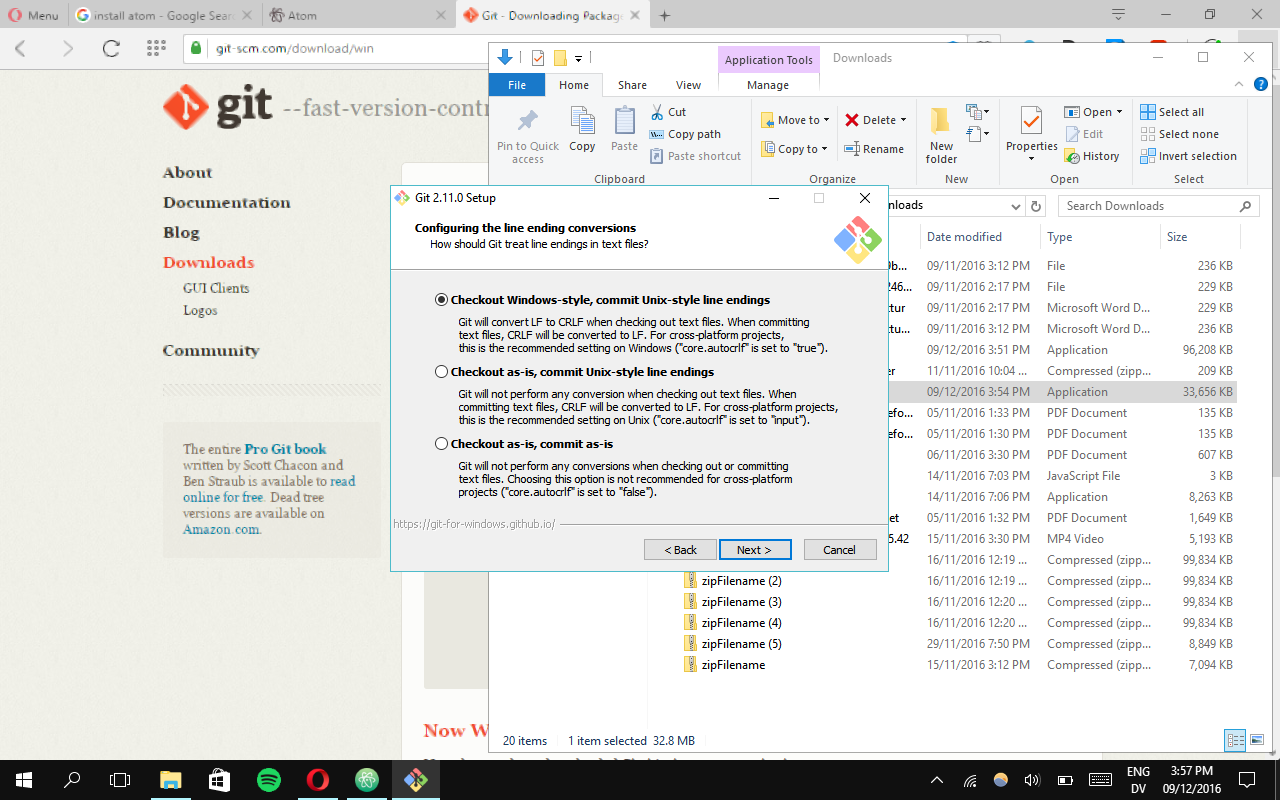 Menu
install atom - Google Sear
Atom
Git - Downloading Package
git-scm.com/download/win
git --fast-version-contr
About
Documentation
Blog
Downloads
GUI Clients
Logos
Community
The entire Pro Git book
written by Scott Chacon and
Ben Straub is available to read
online for free. Dead tree
versions are available on
Amazon.com.
Now W
Application Tools
Downloads
File
Home
Share
View
Manage
Pin to Quick
access
Copy
Paste
Cut
Copy path
Paste shortcut
Clipboard
Move to
Copy to
Delete
Rename
Organize
New
folder
New
Properties
Open
Edit
History
Open
Select all
Select none
Invert selection
Select
nloads
Search Downloads
Date modified Type Size
9b... 09/11/2016 3:12 PM File 236 KB
246... 09/11/2016 2:17 PM File 229 KB
ctur 09/11/2016 2:17 PM Microsoft Word D... 229 KB
ctu... 09/11/2016 3:12 PM Microsoft Word D... 236 KB
09/12/2016 3:51 PM Application 96,208 KB
er 11/11/2016 10:04 ... Compressed (zipp... 209 KB
09/12/2016 3:54 PM Application 33,656 KB
efo... 05/11/2016 1:33 PM PDF Document 135 KB
efo... 05/11/2016 1:30 PM PDF Document 135 KB
06/11/2016 3:30 PM PDF Document 607 KB
14/11/2016 7:03 PM JavaScript File 3 KB
14/11/2016 7:06 PM Application 8,263 KB
et 05/11/2016 1:32 PM PDF Document 1,649 KB
5.42 15/11/2016 3:30 PM MP4 Video 5,193 KB
16/11/2016 12:19 ... Compressed (zipp... 99,834 KB
zipFilename (2) 16/11/2016 12:19 ... Compressed (zipp... 99,834 KB
zipFilename (3) 16/11/2016 12:20 ... Compressed (zipp... 99,834 KB
zipFilename (4) 16/11/2016 12:20 ... Compressed (zipp... 99,834 KB
zipFilename (5) 29/11/2016 7:50 PM Compressed (zipp... 8,849 KB
zipFilename 15/11/2016 3:12 PM Compressed (zipp... 7,094 KB
20 items 1 item selected 32.8 MB
Git 2.11.0 Setup
Configuring the line ending conversions
How should Git treat line endings in text files?
Checkout Windows-style, commit Unix-style line endings
Git will convert LF to CRLF when checking out text files. When committing
text files, CRLF will be converted to LF. For cross-platform projects,
this is the recommended setting on Windows ("core.autocrlf" is set to "true").
Checkout as-is, commit Unix-style line endings
Git will not perform any conversion when checking out text files. When
committing text files, CRLF will be converted to LF. For cross-platform projects,
this is the recommended setting on Unix ("core.autocrlf" is set to "input").
Checkout as-is, commit as-is
Git will not perform any conversions when checking out or committing
text files. Choosing this option is not recommended for cross-platform
projects ("core.autocrlf" is set to "false").
https://git-for-windows.github.io/
< Back
Next >
Cancel
ENG
DV
3:57 PM
09/12/2016